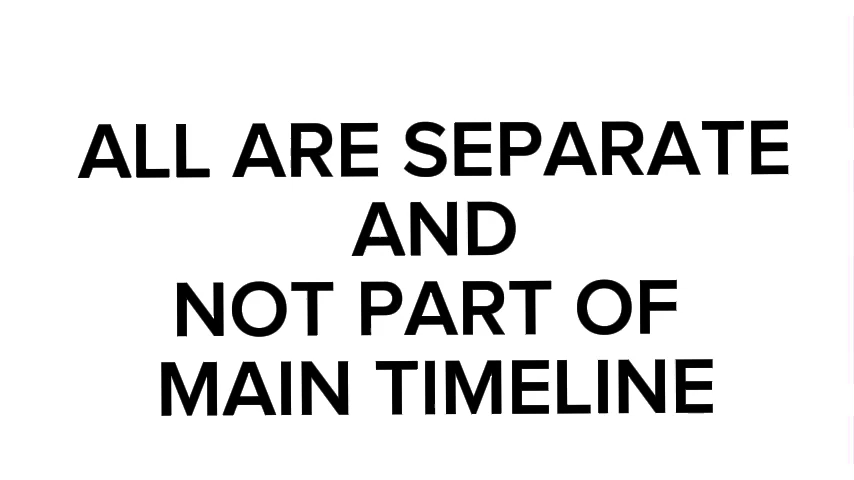 ALL ARE SEPARATE
AND
NOT PART OF
MAIN TIMELINE